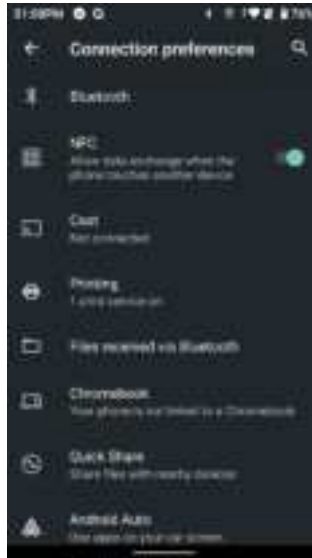 Connection preferences
Bluetooth
NFC
Allow data exchange when the
phone touches another device
Cast
Not connected
Printing
1 print service on
Files received via Bluetooth
Chromebook
Your phone is not linked to a Chromebook
Quick Share
Share files with nearby devices
Android Auto
Use apps on your car screen